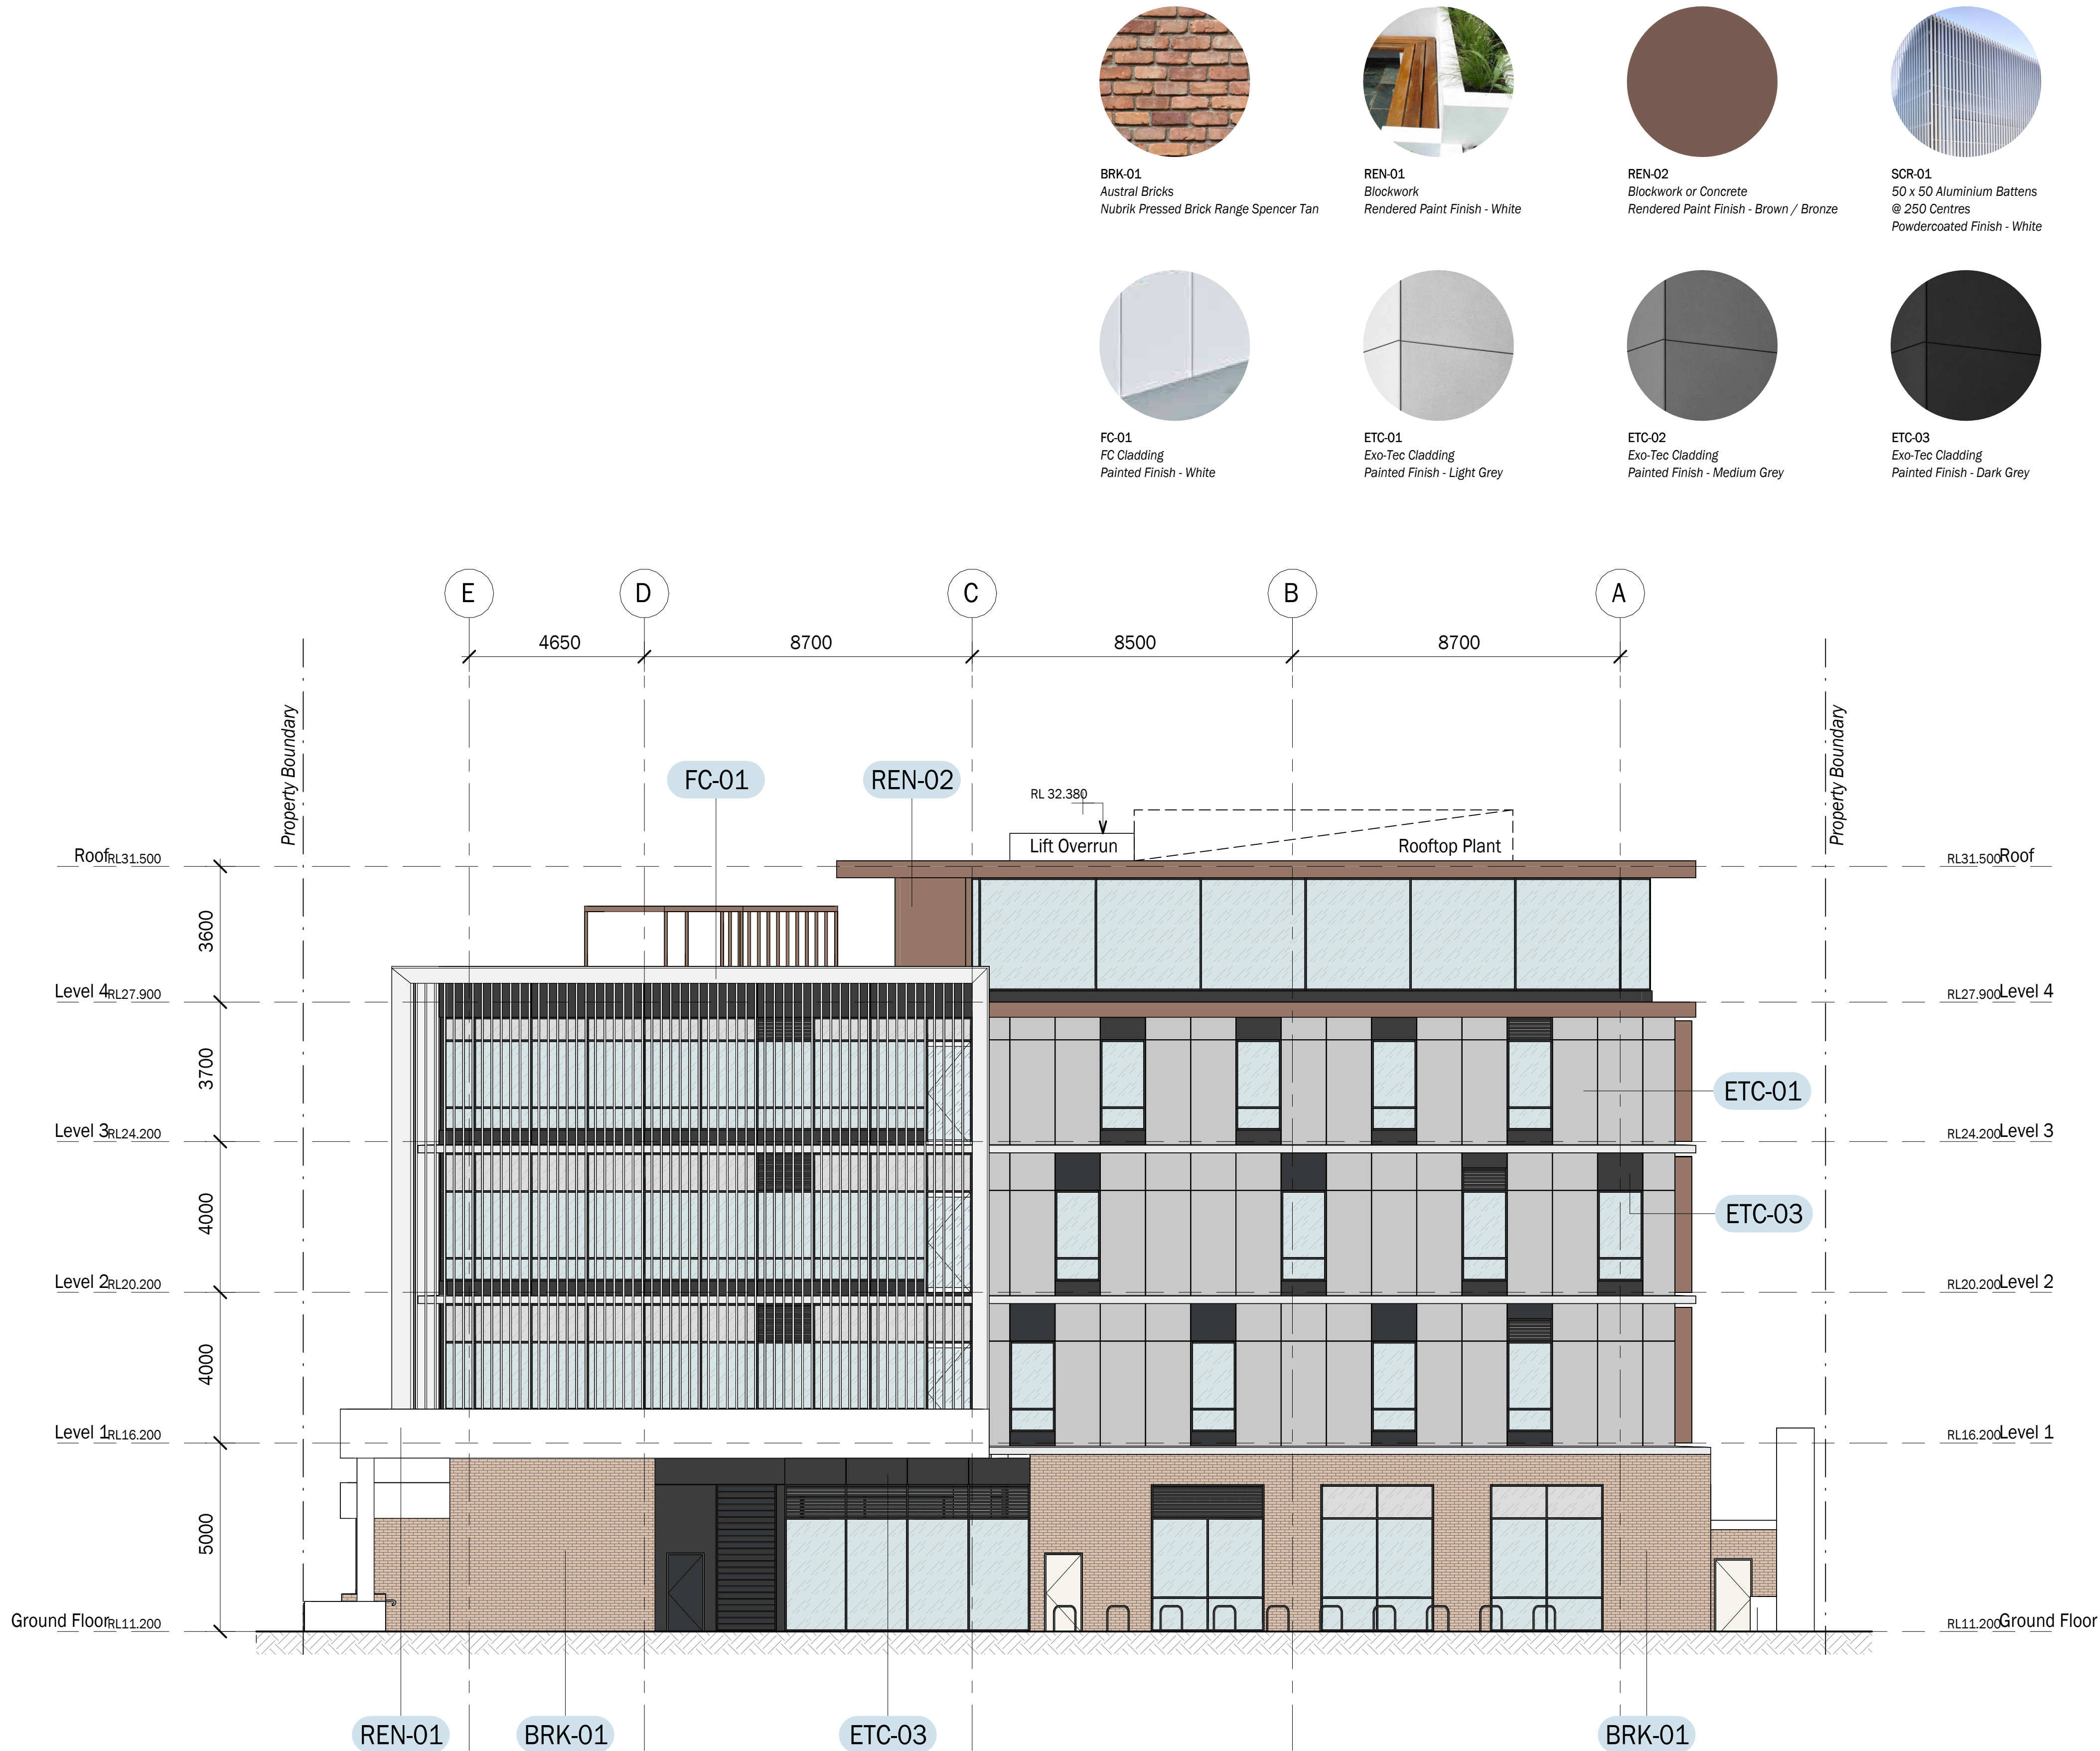 BRK-01
Austral Bricks
Nubrik Pressed Brick Range Spencer Tan
REN-01
Blockwork
Rendered Paint Finish - White
REN-02
Blockwork or Concrete
Rendered Paint Finish - Brown / Bronze
SCR-01
50 x 50 Aluminium Battens
@ 250 Centres
Powdercoated Finish - White
FC-01
FC Cladding
Painted Finish - White
ETC-01
Exo-Tec Cladding
Painted Finish - Light Grey
ETC-02
Exo-Tec Cladding
Painted Finish - Medium Grey
ETC-03
Exo-Tec Cladding
Painted Finish - Dark Grey
E
D
C
B
A
4650
8700
8500
8700
Property Boundary
Property Boundary
FC-01
REN-02
RL 32.380
Lift Overrun
Rooftop Plant
Roof RL31.500
RL31.500 Roof
3600
Level 4 RL27.900
RL27.900 Level 4
3700
ETC-01
Level 3 RL24.200
RL24.200 Level 3
4000
ETC-03
Level 2 RL20.200
RL20.200 Level 2
4000
Level 1 RL16.200
RL16.200 Level 1
5000
Ground Floor RL11.200
RL11.200 Ground Floor
REN-01
BRK-01
ETC-03
BRK-01